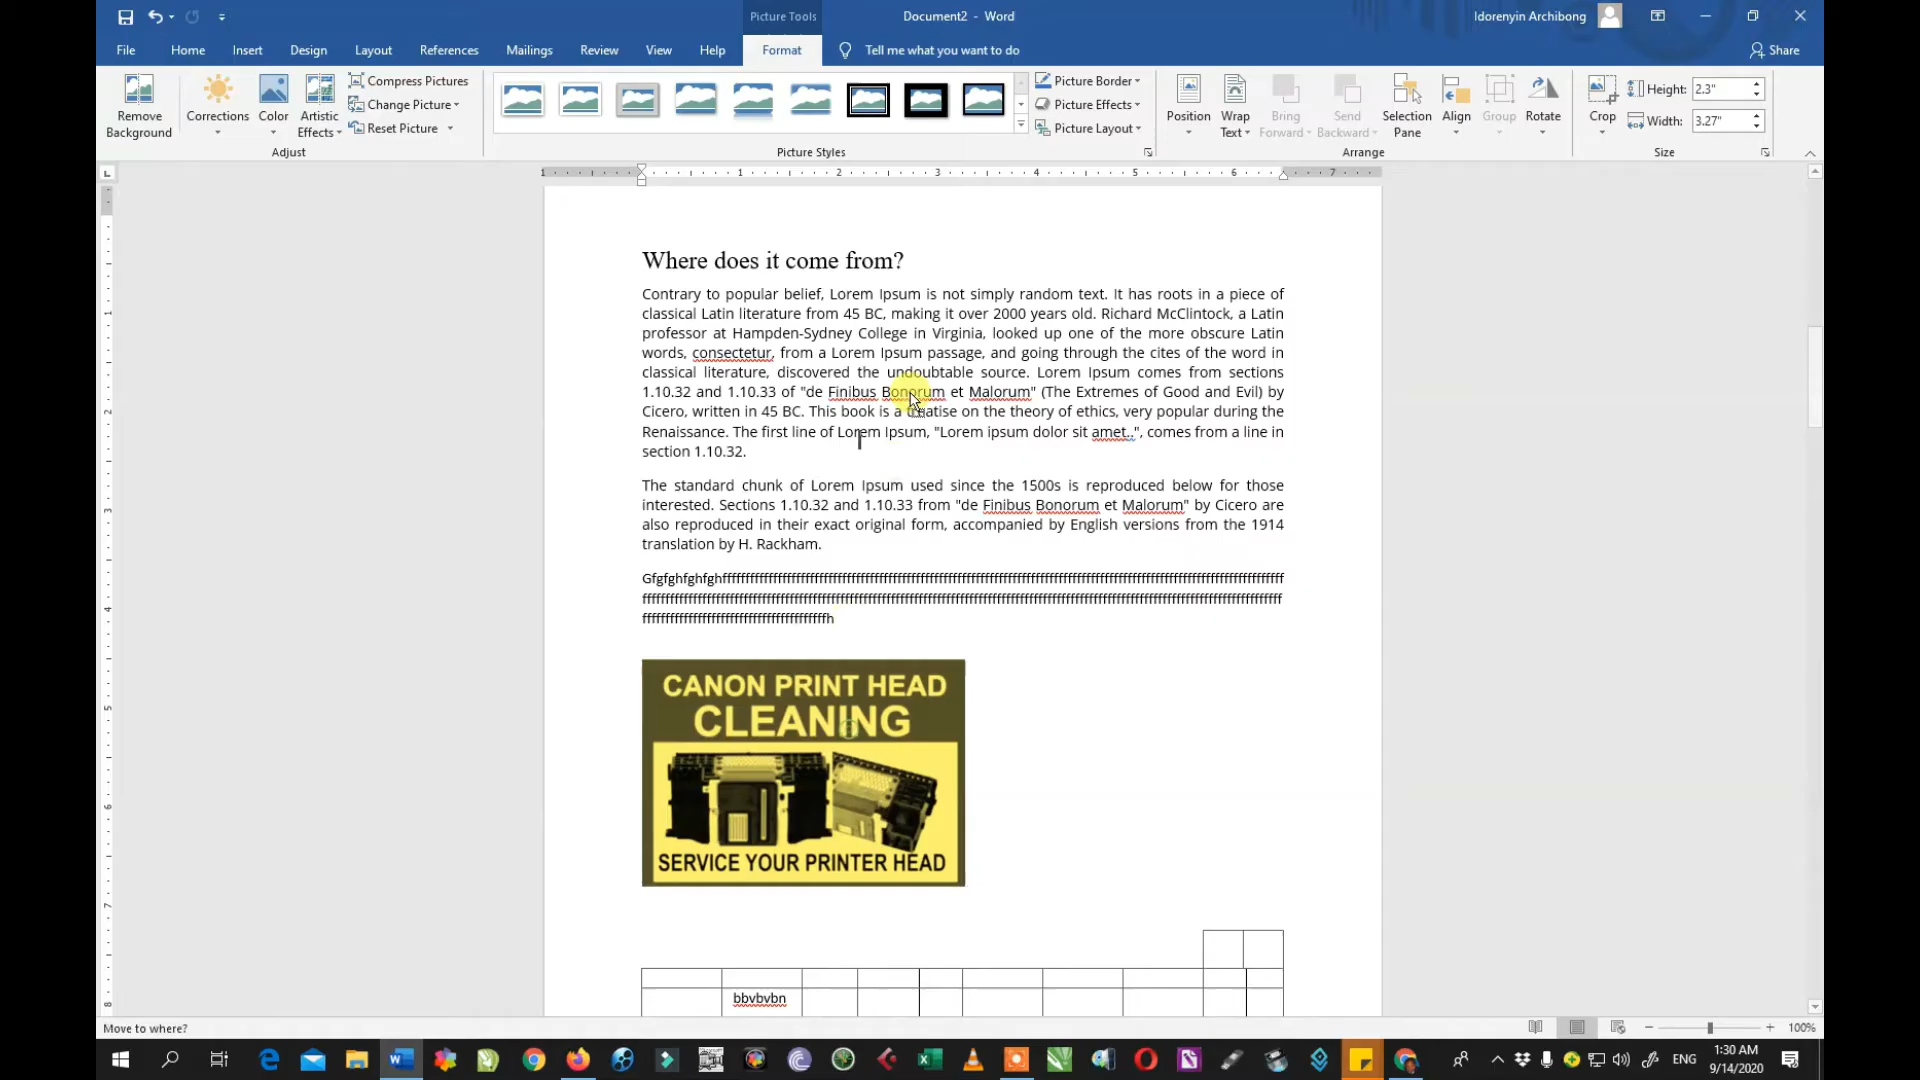 Picture Tools
Document2 - Word
Idorenyin Archibong
File Home Insert Design Layout References Mailings Review View Help Format Tell me what you want to do Share
Remove Background
Corrections
Color
Artistic Effects
Compress Pictures
Change Picture
Reset Picture
Adjust
Picture Styles
Picture Border
Picture Effects
Picture Layout
Position
Wrap Text
Bring Forward
Send Backward
Selection Pane
Align
Group
Rotate
Arrange
Crop
Height: 2.3"
Width: 3.27"
Size
1 1 2 3 4 5 6 7
Where does it come from?
Contrary to popular belief, Lorem Ipsum is not simply random text. It has roots in a piece of
classical Latin literature from 45 BC, making it over 2000 years old. Richard McClintock, a Latin
professor at Hampden-Sydney College in Virginia, looked up one of the more obscure Latin
words, consectetur, from a Lorem Ipsum passage, and going through the cites of the word in
classical literature, discovered the undoubtable source. Lorem Ipsum comes from sections
1.10.32 and 1.10.33 of "de Finibus Bonorum et Malorum" (The Extremes of Good and Evil) by
Cicero, written in 45 BC. This book is a treatise on the theory of ethics, very popular during the
Renaissance. The first line of Lorem Ipsum, "Lorem ipsum dolor sit amet..", comes from a line in
section 1.10.32.
The standard chunk of Lorem Ipsum used since the 1500s is reproduced below for those
interested. Sections 1.10.32 and 1.10.33 from "de Finibus Bonorum et Malorum" by Cicero are
also reproduced in their exact original form, accompanied by English versions from the 1914
translation by H. Rackham.
CANON PRINT HEAD
CLEANING
SERVICE YOUR PRINTER HEAD
bbvbvbn
Move to where?
100%
ENG
1:30 AM
9/14/2020